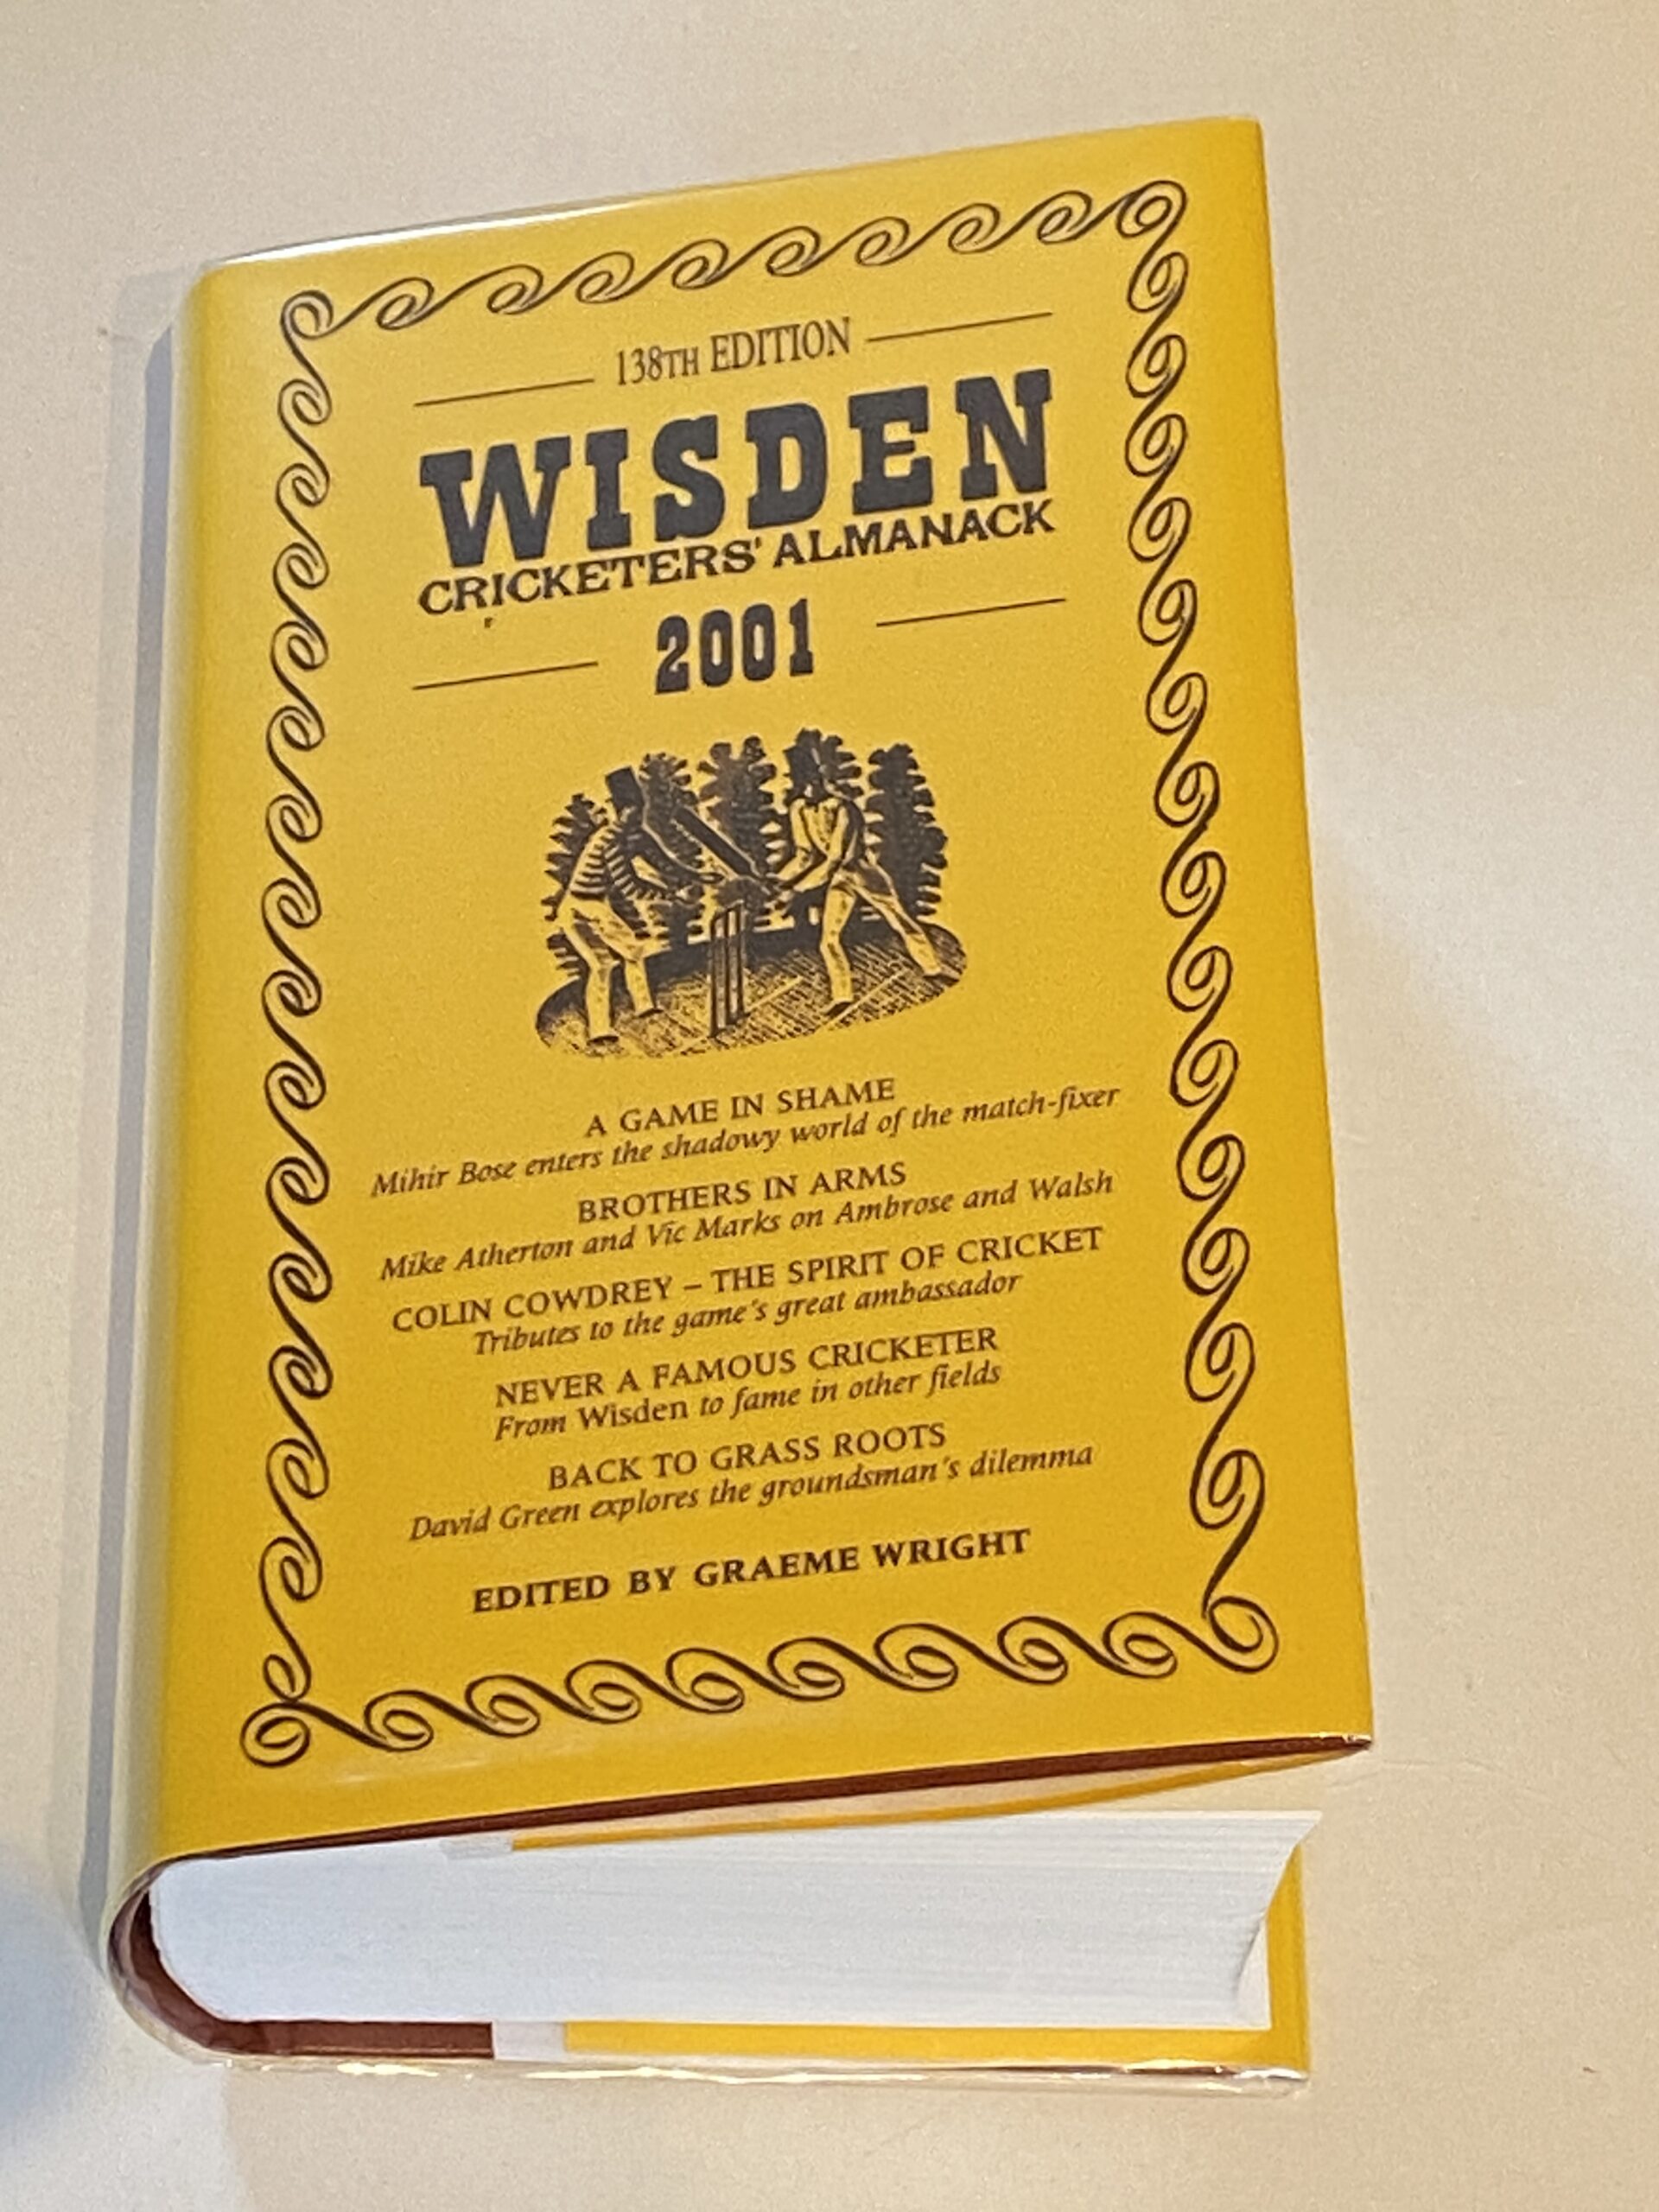 138TH EDITION
WISDEN
CRICKETERS' ALMANACK
2001
A GAME IN SHAME
Mihir Bose enters the shadowy world of the match-fixer
BROTHERS IN ARMS
Mike Atherton and Vic Marks on Ambrose and Walsh
COLIN COWDREY – THE SPIRIT OF CRICKET
Tributes to the game's great ambassador
NEVER A FAMOUS CRICKETER
From Wisden to fame in other fields
BACK TO GRASS ROOTS
David Green explores the groundsman's dilemma
EDITED BY GRAEME WRIGHT